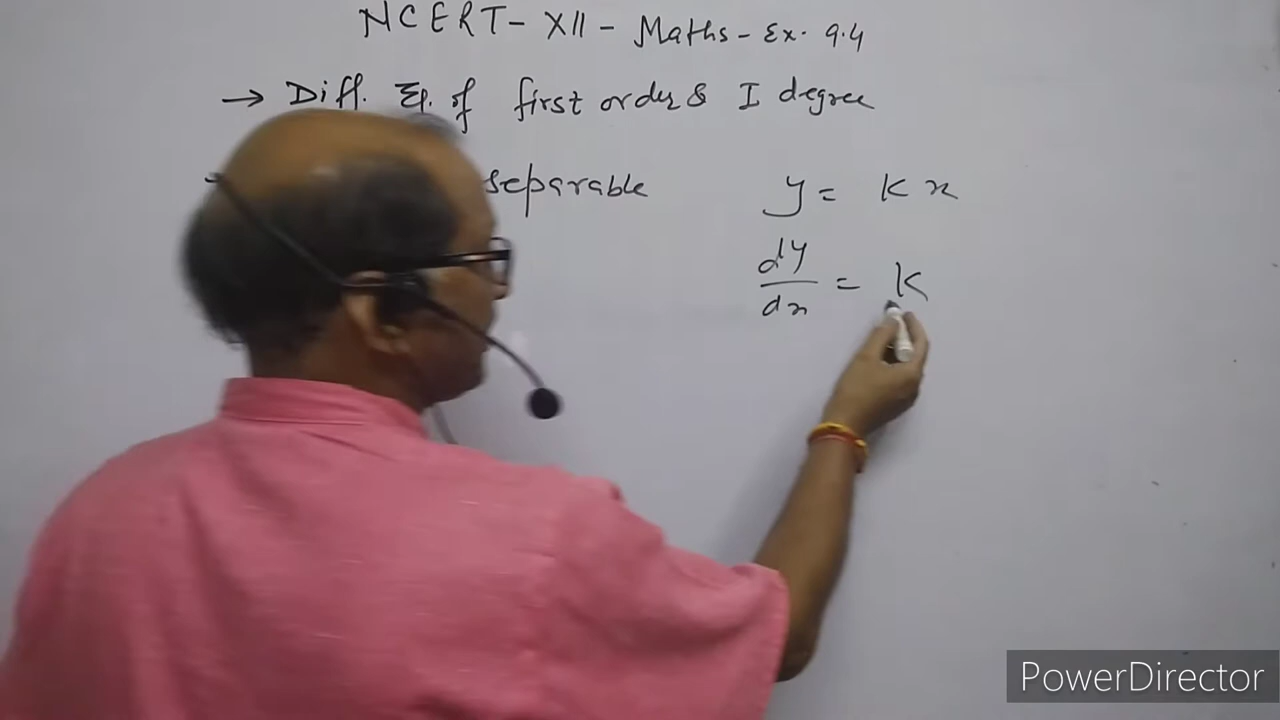 NCERT - XII - Maths - Ex. 9.4
→ Diff. Eq. of first order & I degree
separable
y = Kx
dy/dx = K
PowerDirector